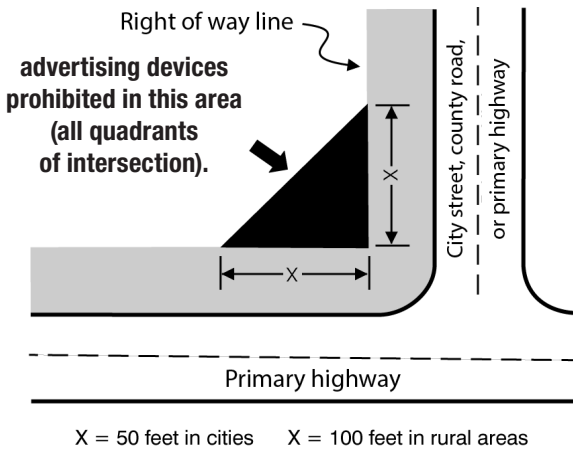 Right of way line
advertising devices
prohibited in this area
(all quadrants
of intersection).
X
X
City street, county road,
or primary highway
Primary highway
X = 50 feet in cities X = 100 feet in rural areas